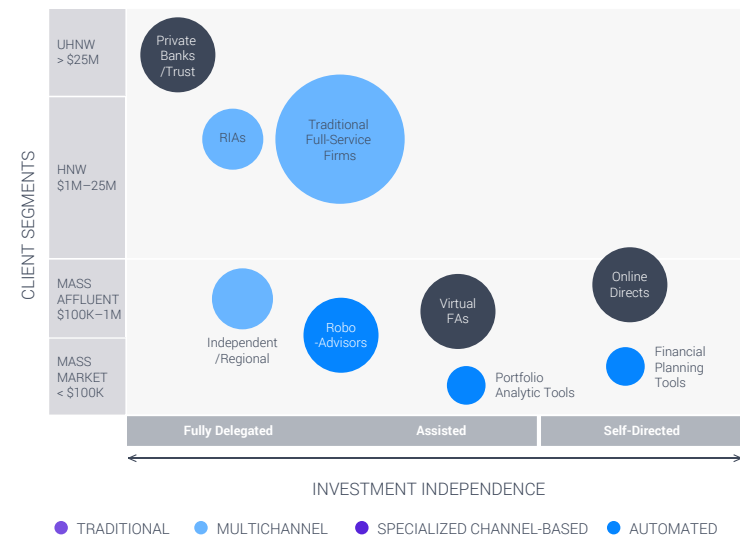 UHNW
> $25M
Private
Banks
/Trust
HNW
$1M–25M
RIAs
Traditional
Full-Service
Firms
CLIENT SEGMENTS
MASS
AFFLUENT
$100K–1M
Independent
/Regional
Robo
-Advisors
Virtual
FAs
Online
Directs
MASS
MARKET
< $100K
Portfolio
Analytic Tools
Financial
Planning
Tools
Fully Delegated
Assisted
Self-Directed
INVESTMENT INDEPENDENCE
TRADITIONAL
MULTICHANNEL
SPECIALIZED CHANNEL-BASED
AUTOMATED